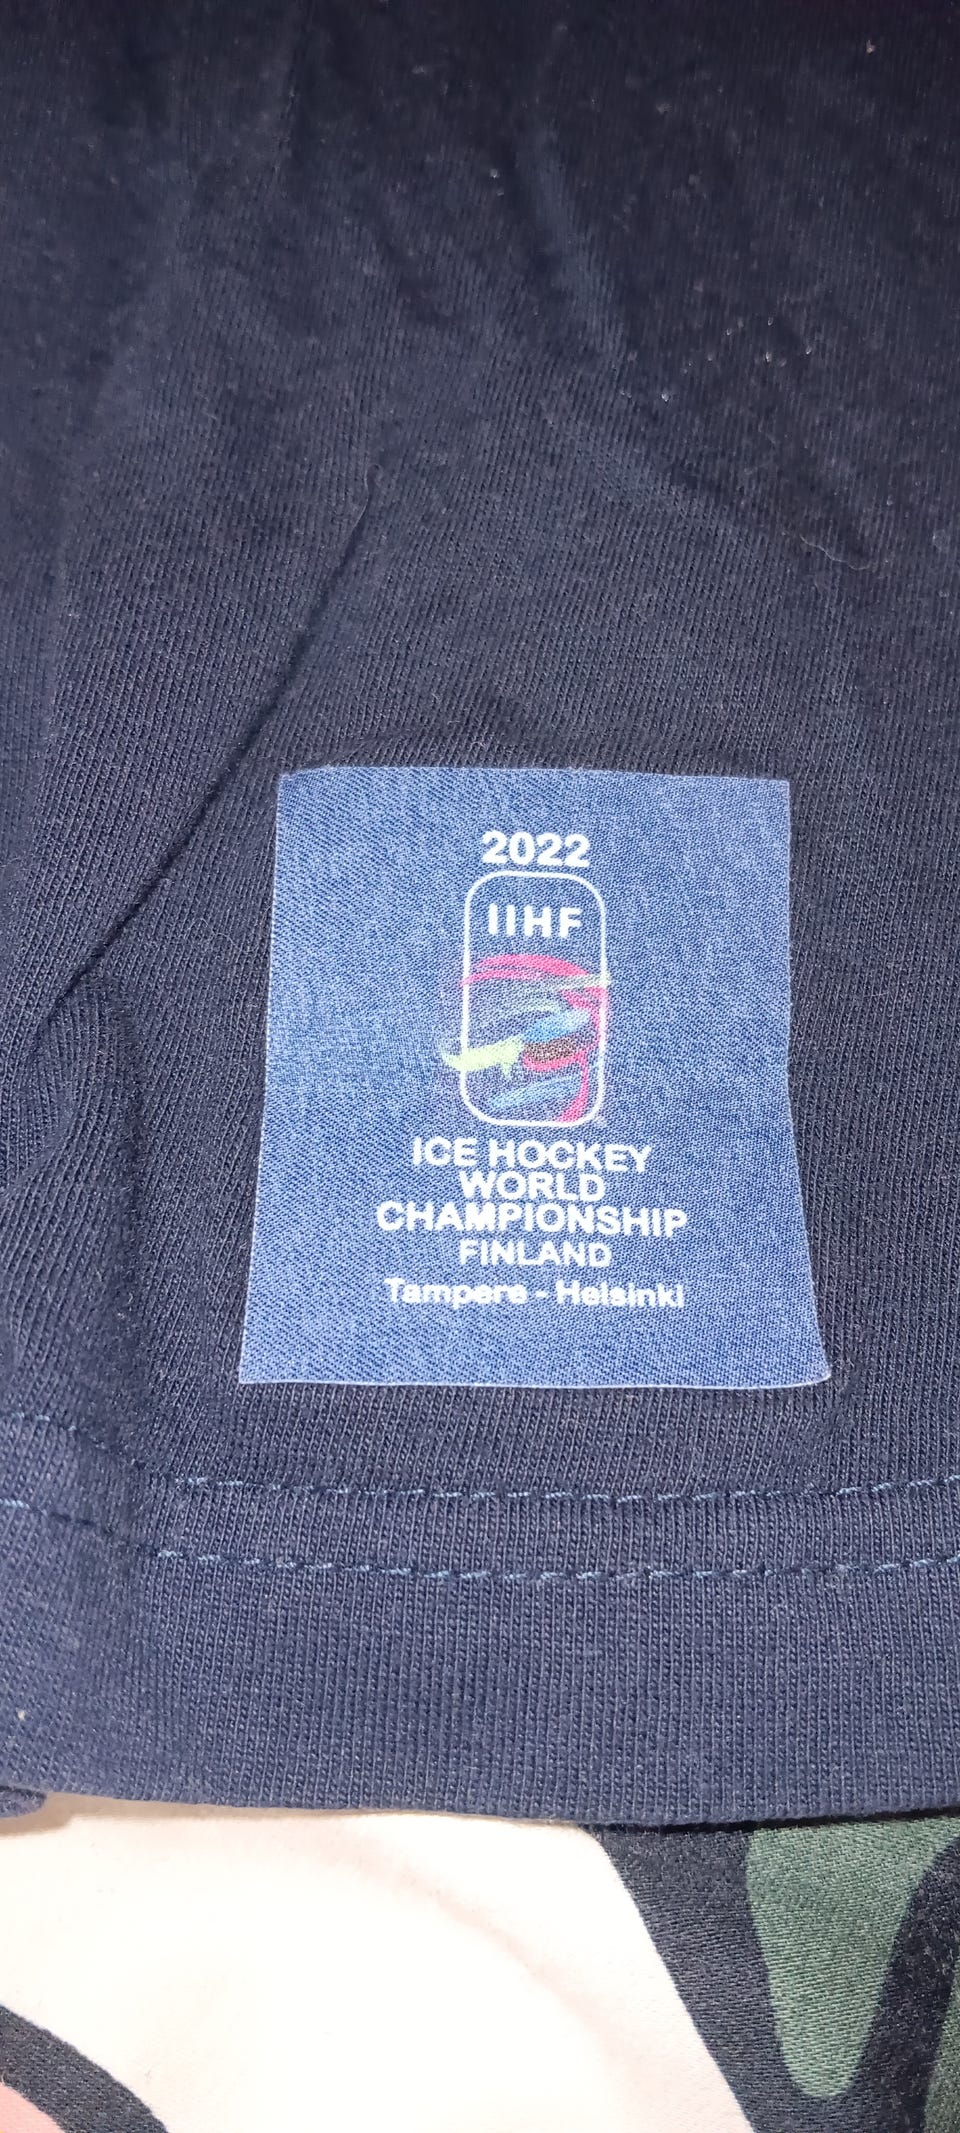 2022
IIHF
ICE HOCKEY
WORLD
CHAMPIONSHIP
FINLAND
Tampere - Helsinki